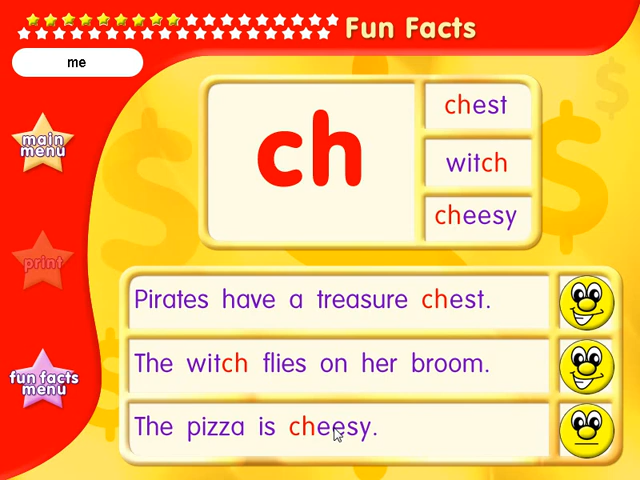 Fun Facts
me
main
menu
print
fun facts
menu
ch
chest
witch
cheesy
Pirates have a treasure chest.
The witch flies on her broom.
The pizza is cheesy.